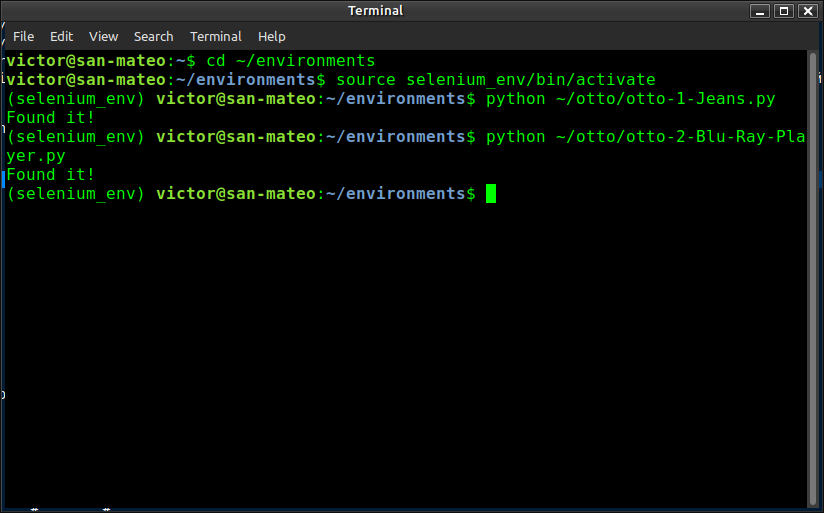 Terminal
File Edit View Search Terminal Help
victor@san-mateo:~$ cd ~/environments
victor@san-mateo:~/environments$ source selenium_env/bin/activate
(selenium_env) victor@san-mateo:~/environments$ python ~/otto/otto-1-Jeans.py
Found it!
(selenium_env) victor@san-mateo:~/environments$ python ~/otto/otto-2-Blu-Ray-Pla
yer.py
Found it!
(selenium_env) victor@san-mateo:~/environments$